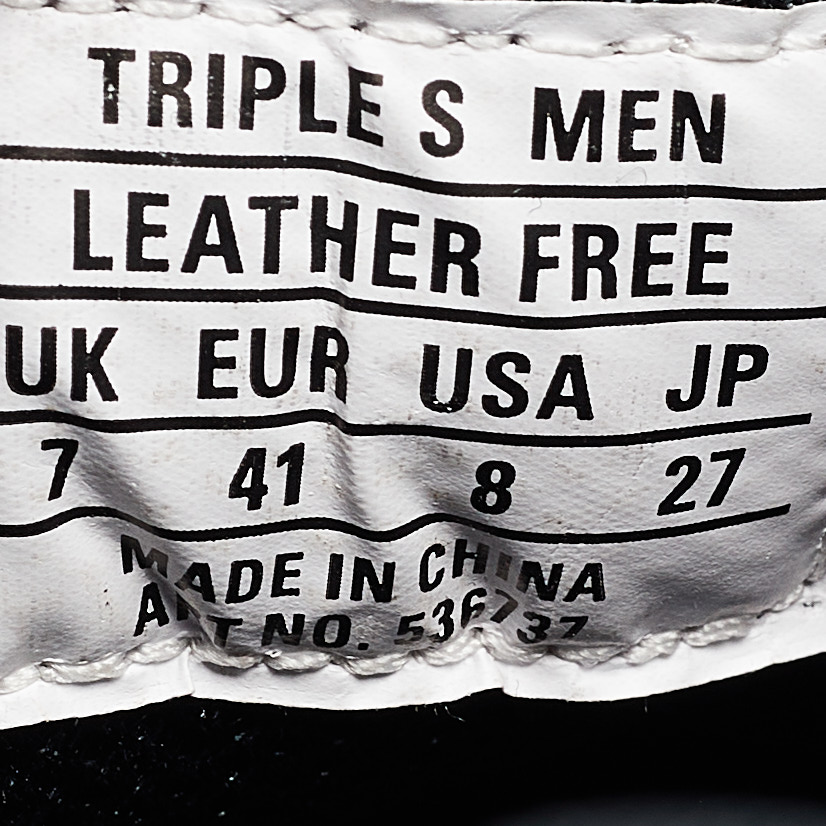 TRIPLE S MEN
LEATHER FREE
UK EUR USA JP
7 41 8 27
MADE IN CHINA
ART NO. 536737